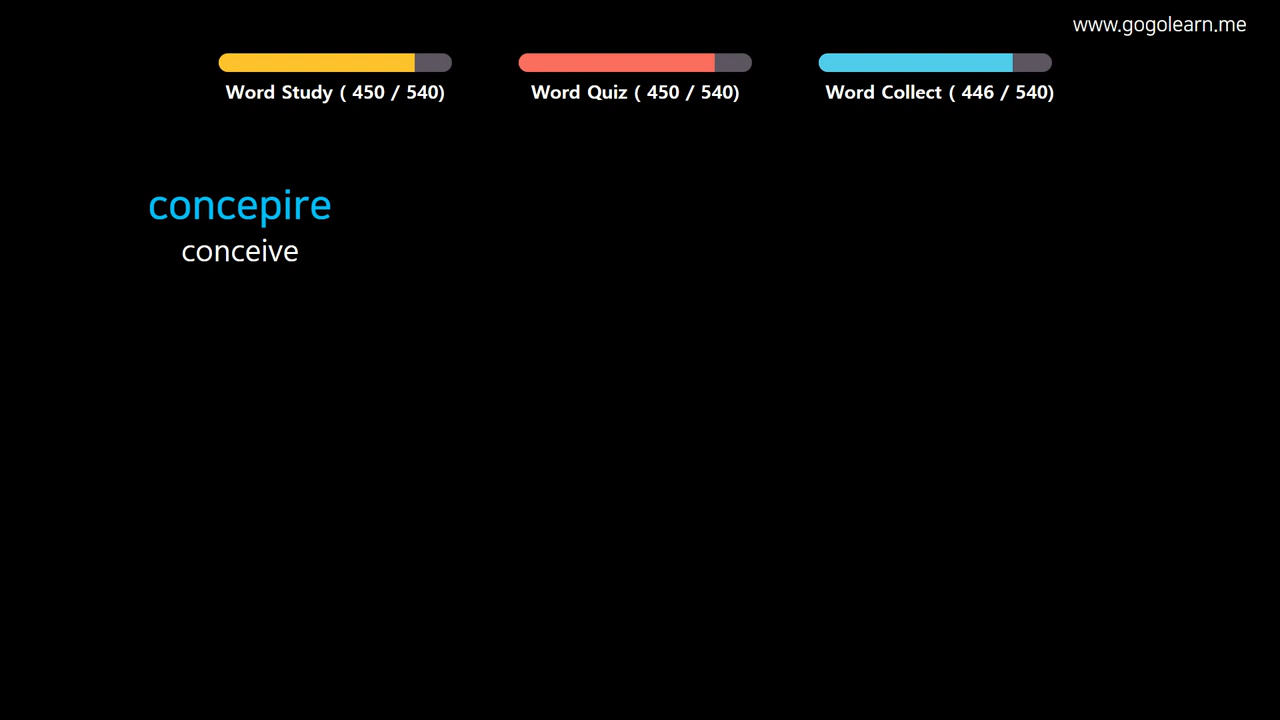 www.gogolearn.me
Word Study ( 450 / 540)
Word Quiz ( 450 / 540)
Word Collect ( 446 / 540)
concepire
conceive